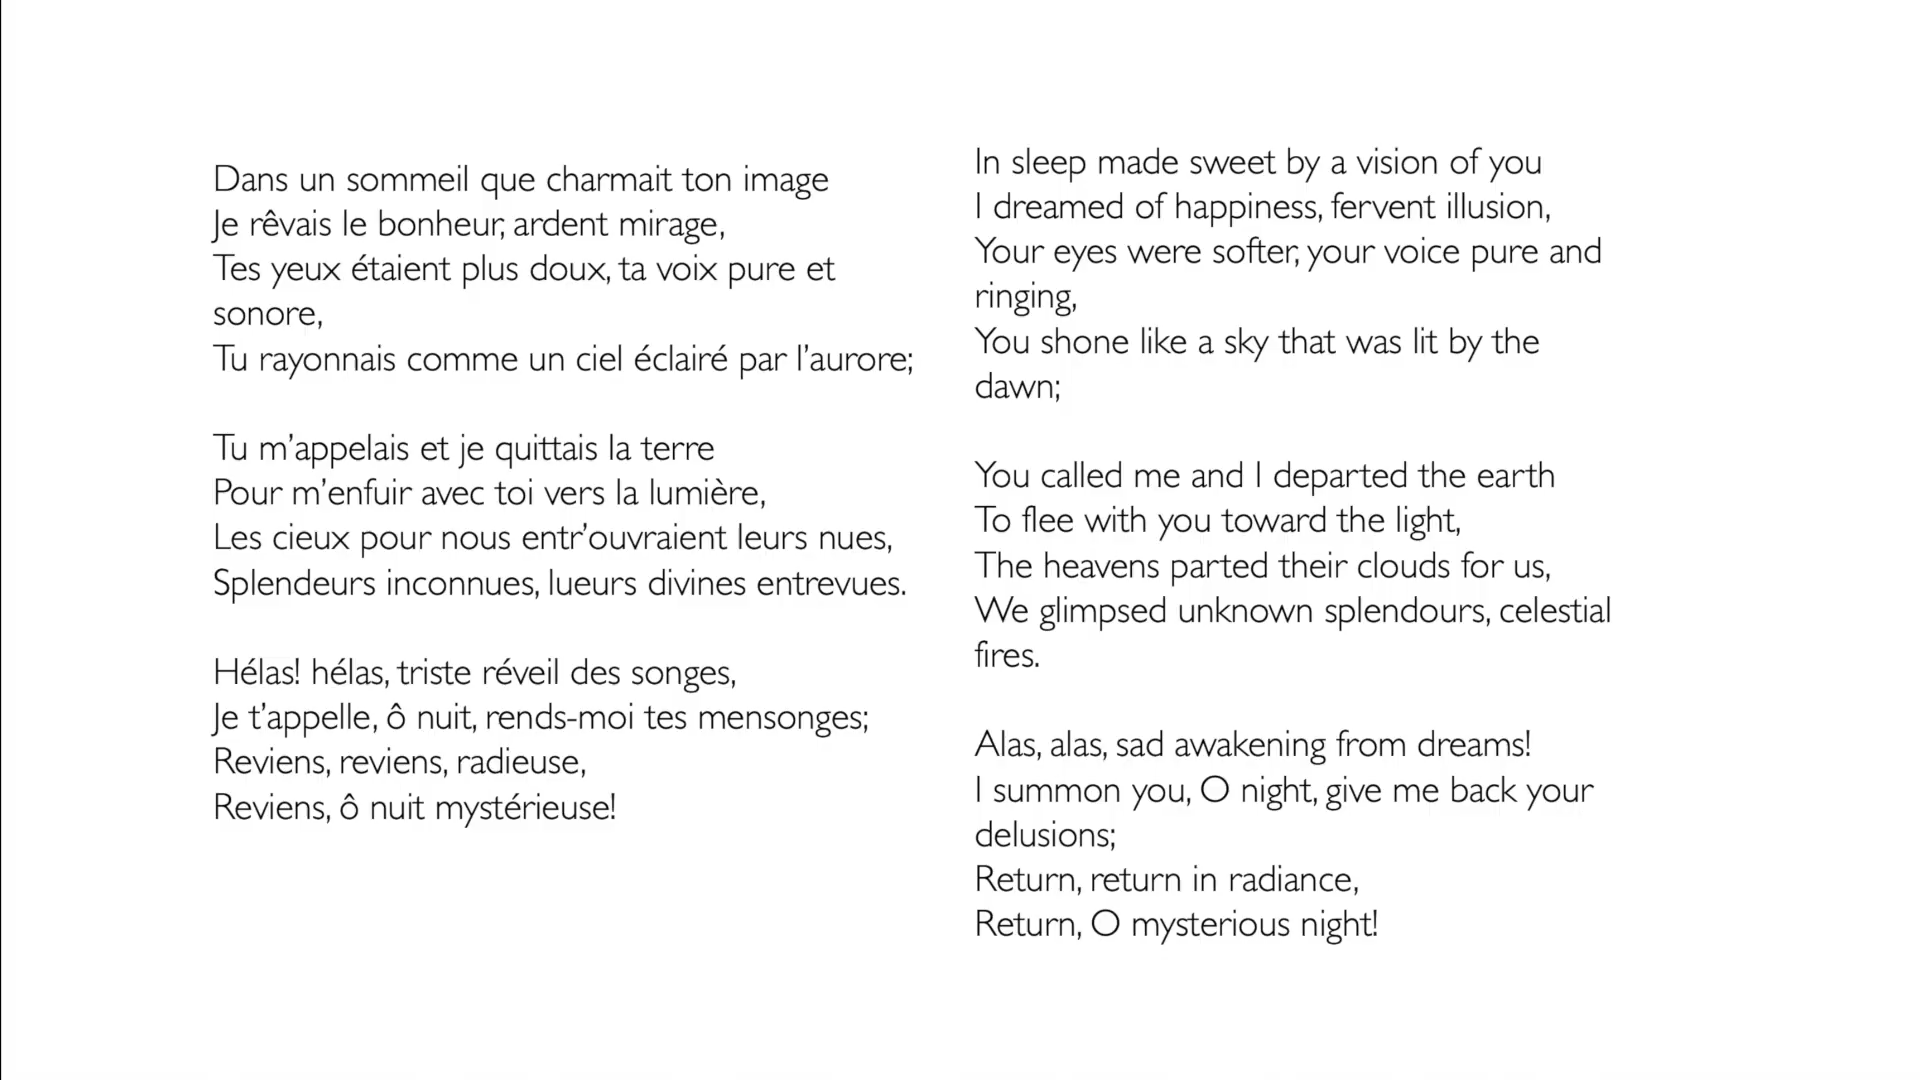 Dans un sommeil que charmait ton image
Je rêvais le bonheur, ardent mirage,
Tes yeux étaient plus doux, ta voix pure et
sonore,
Tu rayonnais comme un ciel éclairé par l’aurore;

Tu m’appelais et je quittais la terre
Pour m’enfuir avec toi vers la lumière,
Les cieux pour nous entr’ouvraient leurs nues,
Splendeurs inconnues, lueurs divines entrevues.

Hélas! hélas, triste réveil des songes,
Je t’appelle, ô nuit, rends-moi tes mensonges;
Reviens, reviens, radieuse,
Reviens, ô nuit mystérieuse!

In sleep made sweet by a vision of you
I dreamed of happiness, fervent illusion,
Your eyes were softer, your voice pure and
ringing,
You shone like a sky that was lit by the
dawn;

You called me and I departed the earth
To flee with you toward the light,
The heavens parted their clouds for us,
We glimpsed unknown splendours, celestial
fires.

Alas, alas, sad awakening from dreams!
I summon you, O night, give me back your
delusions;
Return, return in radiance,
Return, O mysterious night!